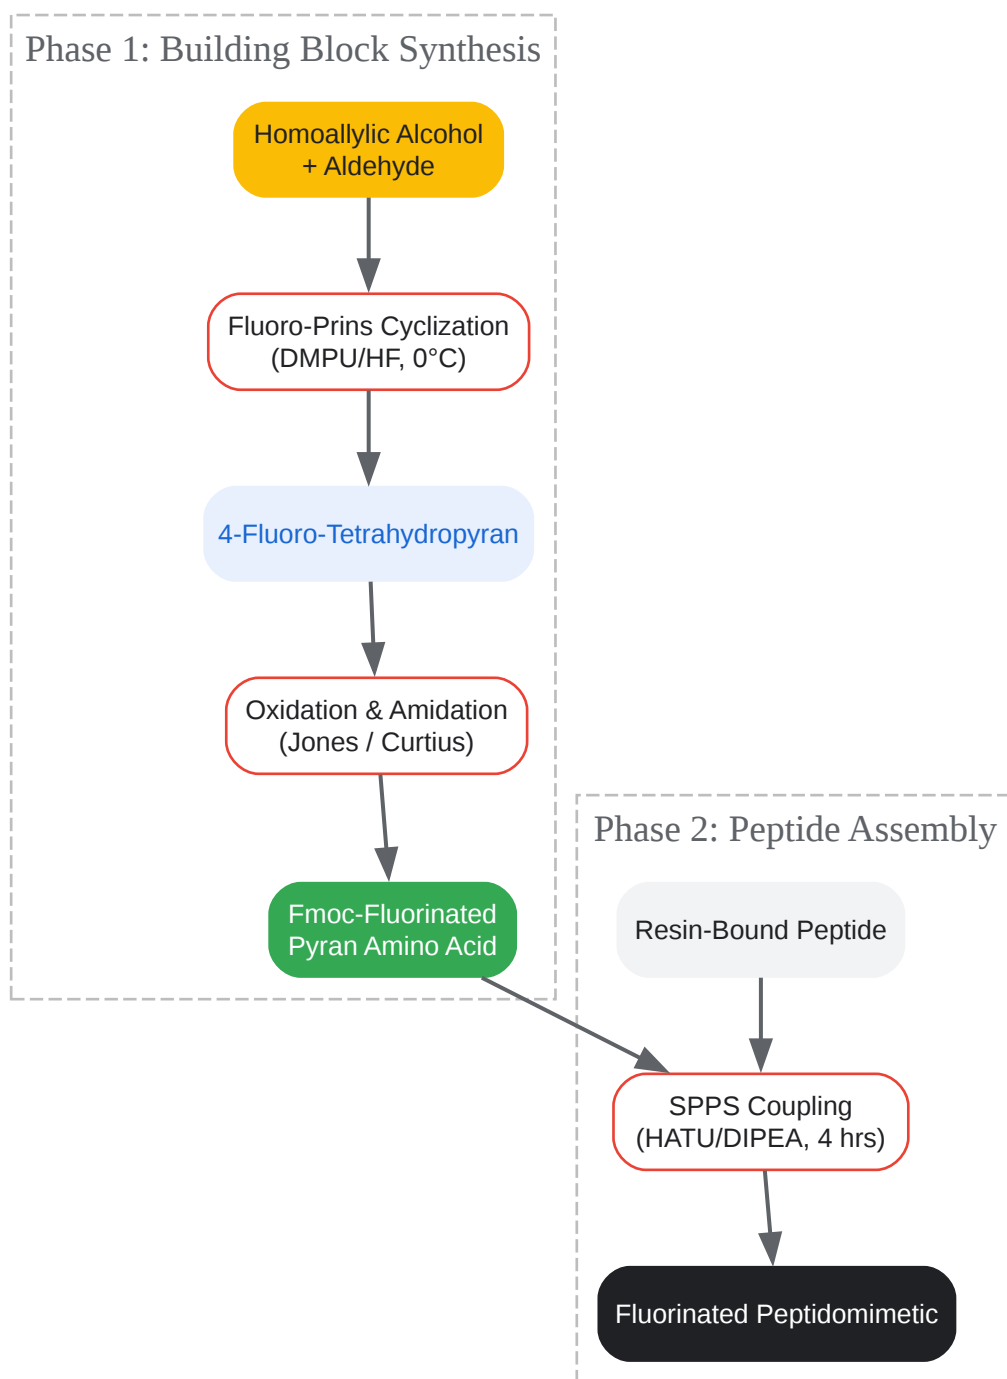 Phase 1: Building Block Synthesis
Homoallylic Alcohol
+ Aldehyde
Fluoro-Prins Cyclization
(DMPU/HF, 0°C)
4-Fluoro-Tetrahydropyran
Oxidation & Amidation
(Jones / Curtius)
Fmoc-Fluorinated
Pyran Amino Acid
Phase 2: Peptide Assembly
Resin-Bound Peptide
SPPS Coupling
(HATU/DIPEA, 4 hrs)
Fluorinated Peptidomimetic